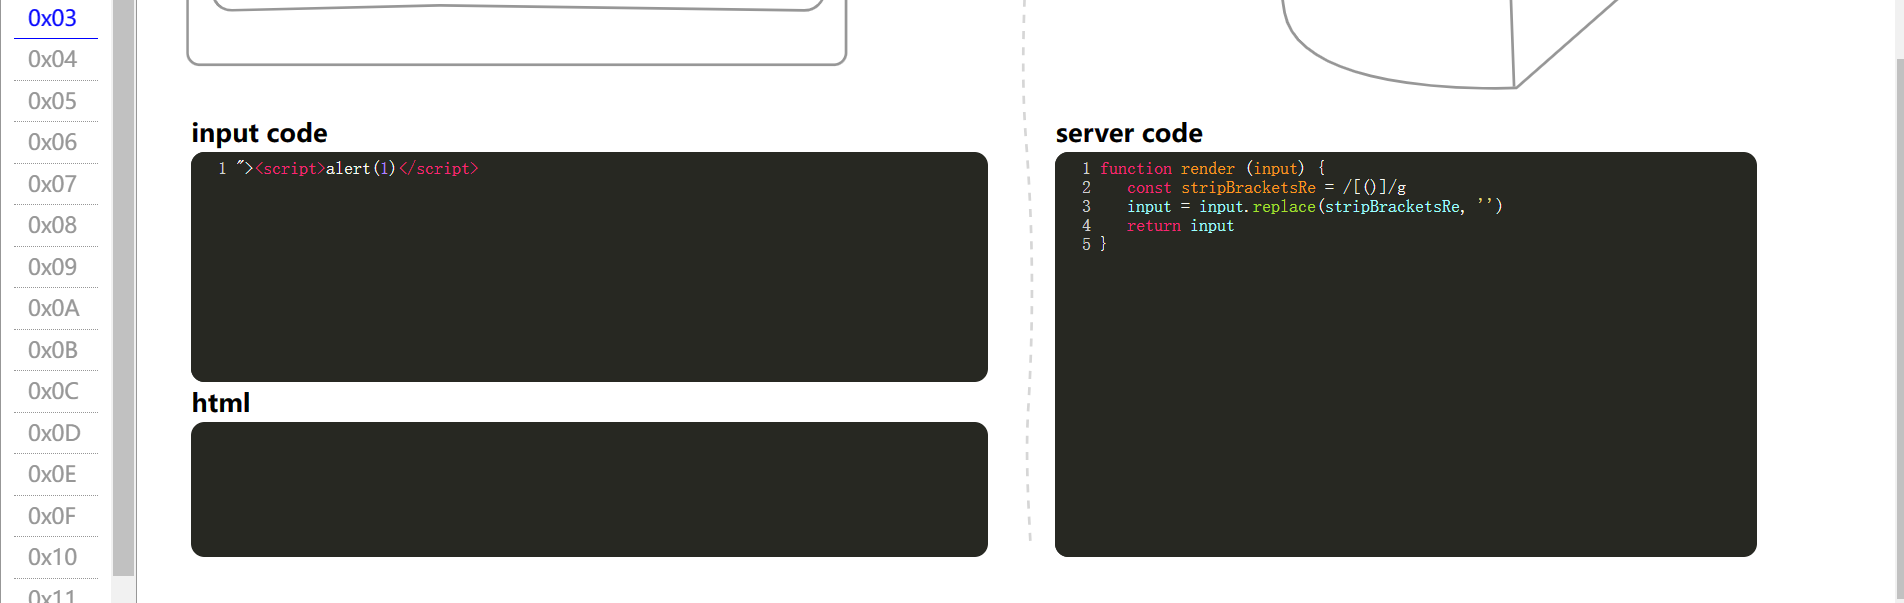 0x03
0x04
0x05
0x06
0x07
0x08
0x09
0x0A
0x0B
0x0C
0x0D
0x0E
0x0F
0x10
0x11
input code
1 "><script>alert(1)</script>
html
server code
1 function render (input) {
2 const stripBracketsRe = /[()]/g
3 input = input.replace(stripBracketsRe, '')
4 return input
5 }